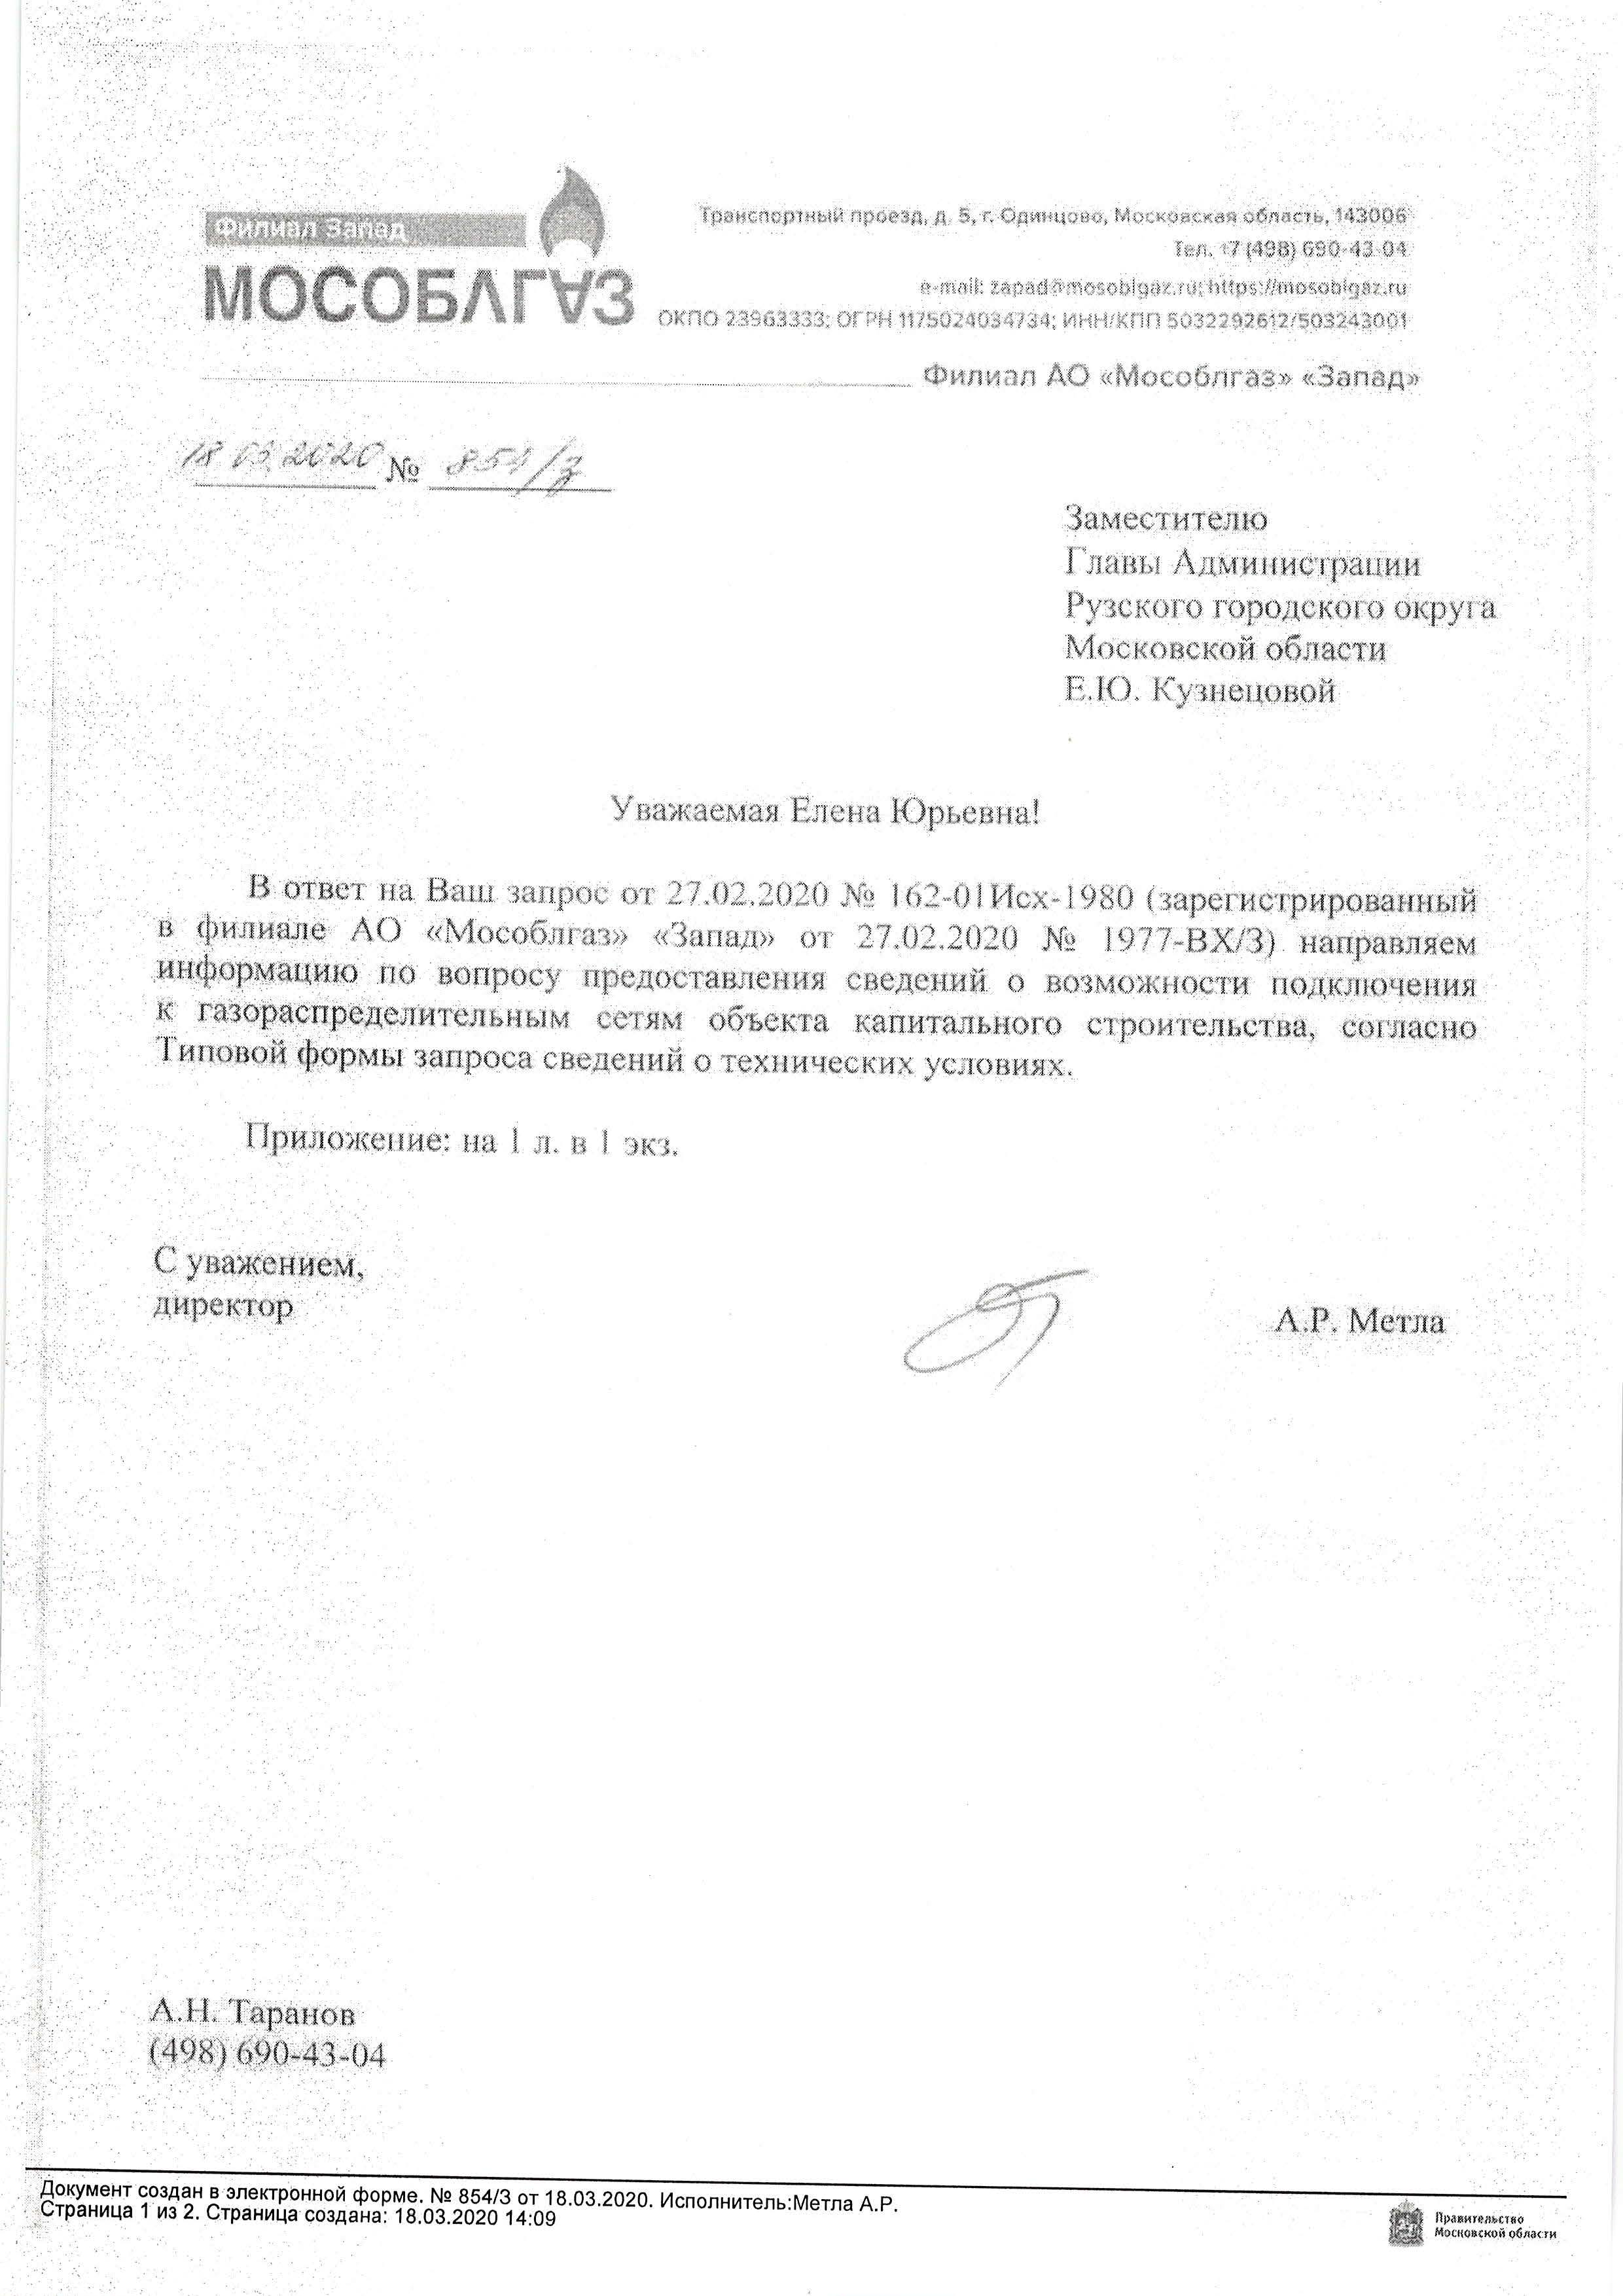 Филиал Запад
МОСОБЛГАЗ
Транспортный проезд, д. 5, г. Одинцово, Московская область, 143006
Тел. +7 (498) 690-43-04
e-mail: zapad@mosoblgaz.ru; https://mosoblgaz.ru
ОКПО 23963333; ОГРН 1175024034734; ИНН/КПП 5032292612/503243001
Филиал АО «Мособлгаз» «Запад»
18 03 2020 № 854/З
Заместителю
Главы Администрации
Рузского городского округа
Московской области
Е.Ю. Кузнецовой
Уважаемая Елена Юрьевна!
В ответ на Ваш запрос от 27.02.2020 № 162-01Исх-1980 (зарегистрированный
в филиале АО «Мособлгаз» «Запад» от 27.02.2020 № 1977-ВХ/З) направляем
информацию по вопросу предоставления сведений о возможности подключения
к газораспределительным сетям объекта капитального строительства, согласно
Типовой формы запроса сведений о технических условиях.
Приложение: на 1 л. в 1 экз.
С уважением,
директор
А.Р. Метла
А.Н. Таранов
(498) 690-43-04
Документ создан в электронной форме. № 854/З от 18.03.2020. Исполнитель:Метла А.Р.
Страница 1 из 2. Страница создана: 18.03.2020 14:09
Правительство
Московской области